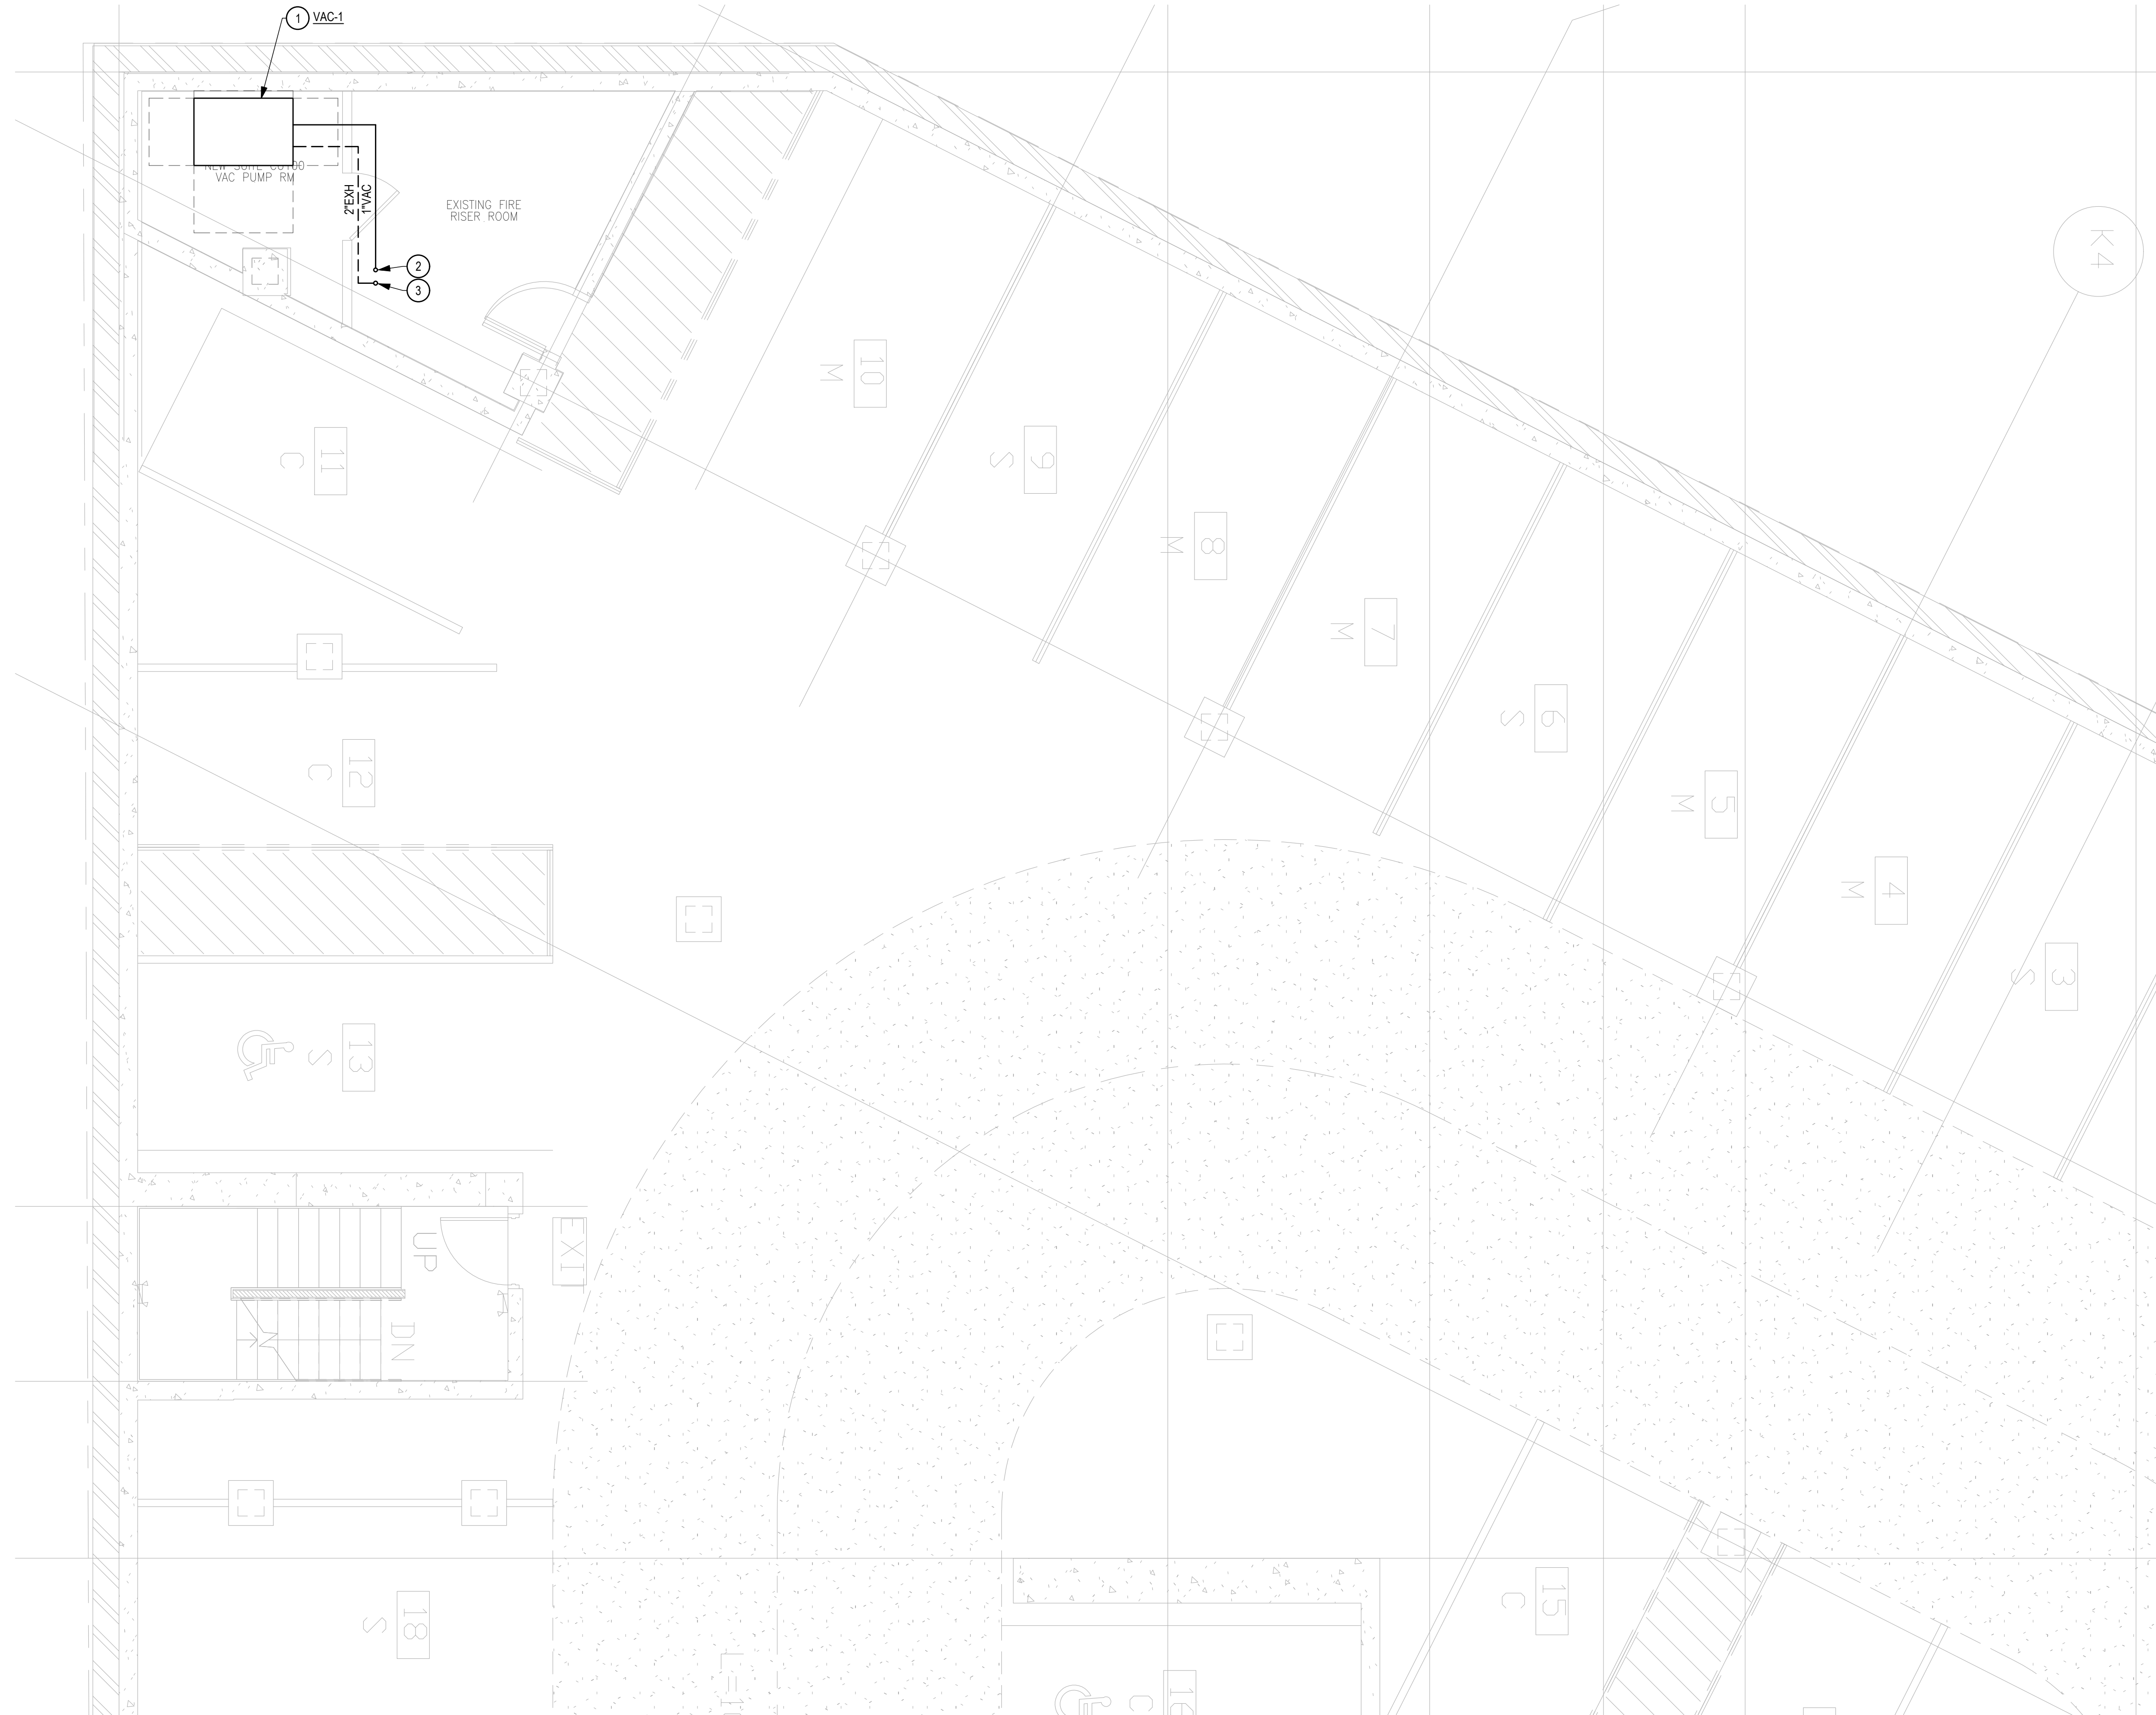 1 VAC-1
VAC PUMP RM
2"EXH
1"VAC
EXISTING FIRE
RISER ROOM
2
3
K4
10
M
11
C
9
S
8
M
7
M
6
S
12
C
5
M
4
M
3
S
13
S
UP
DN
18
S
15
C
C